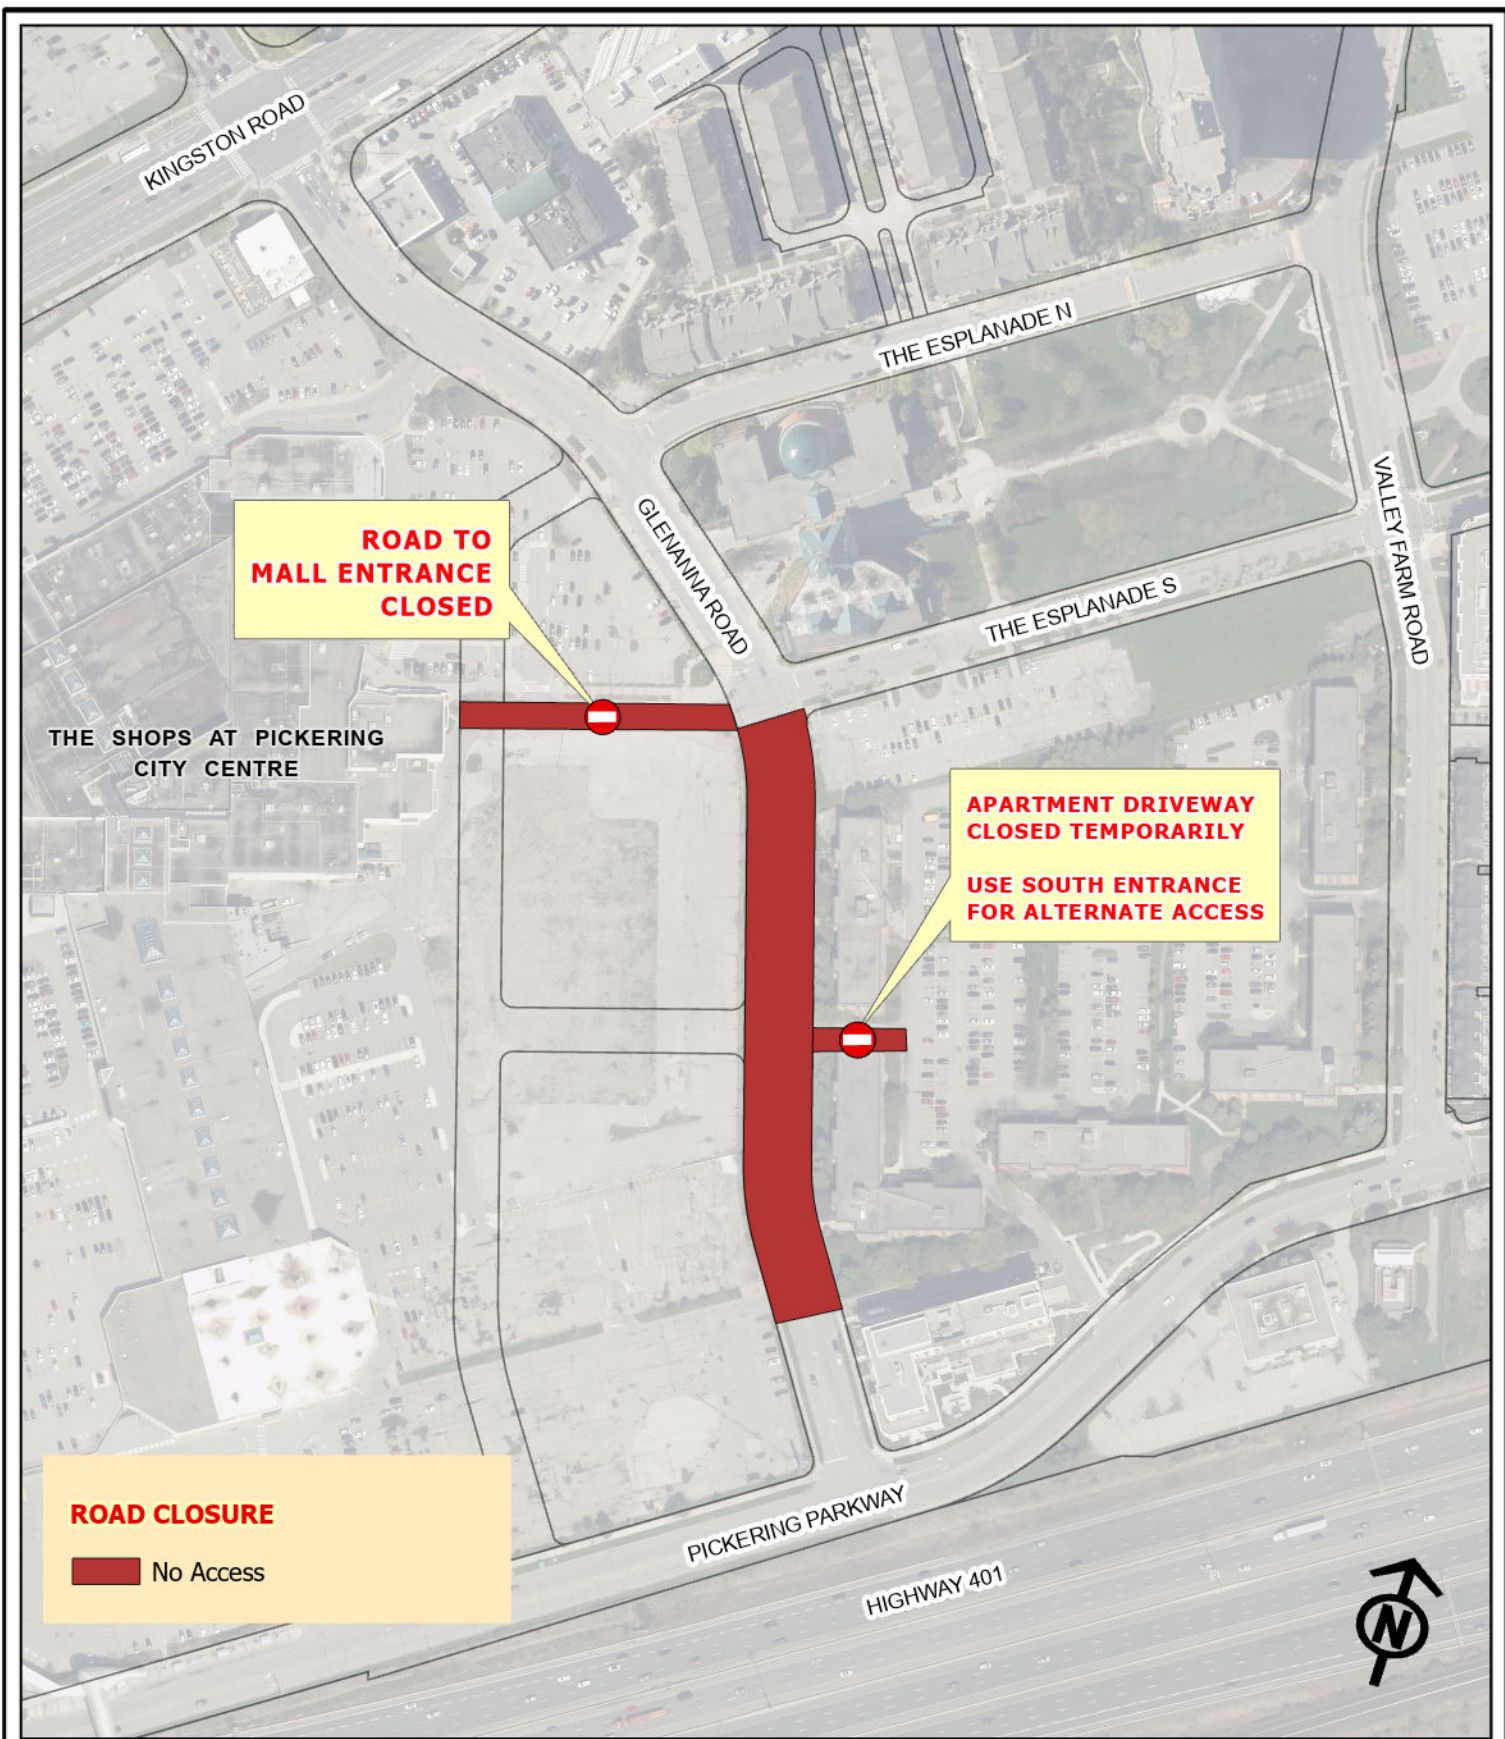 KINGSTON ROAD
THE ESPLANADE N
GLENANNA ROAD
VALLEY FARM ROAD
ROAD TO
MALL ENTRANCE
CLOSED
THE ESPLANADE S
THE SHOPS AT PICKERING
CITY CENTRE
APARTMENT DRIVEWAY
CLOSED TEMPORARILY
USE SOUTH ENTRANCE
FOR ALTERNATE ACCESS
PICKERING PARKWAY
HIGHWAY 401
ROAD CLOSURE
No Access
N